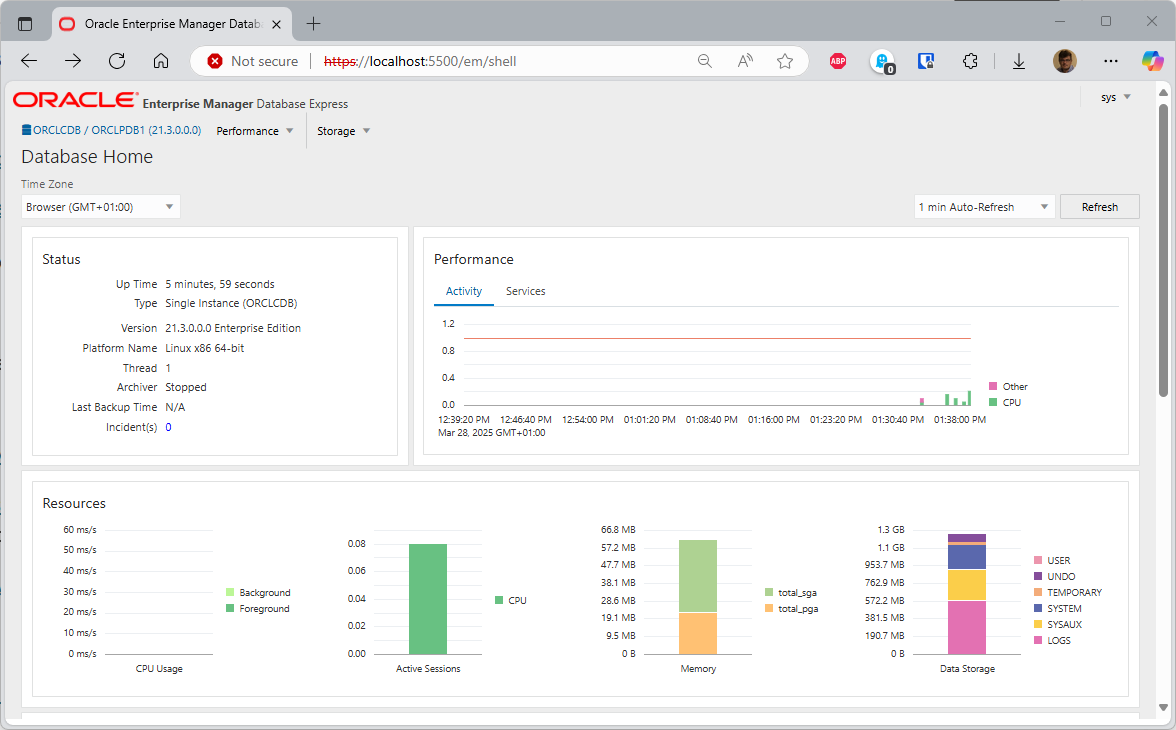 Oracle Enterprise Manager Datab
Not secure
https://localhost:5500/em/shell
ABP
0
ORACLE® Enterprise Manager Database Express
sys
ORCLCDB / ORCLPDB1 (21.3.0.0.0)
Performance
Storage
Database Home
Time Zone
Browser (GMT+01:00)
1 min Auto-Refresh
Refresh
Status
Up Time 5 minutes, 59 seconds
Type Single Instance (ORCLCDB)
Version 21.3.0.0.0 Enterprise Edition
Platform Name Linux x86 64-bit
Thread 1
Archiver Stopped
Last Backup Time N/A
Incident(s) 0
Performance
Activity Services
1.2
0.8
0.4
0.0
Other
CPU
12:39:20 PM 12:46:40 PM 12:54:00 PM 01:01:20 PM 01:08:40 PM 01:16:00 PM 01:23:20 PM 01:30:40 PM 01:38:00 PM
Mar 28, 2025 GMT+01:00
Resources
60 ms/s
50 ms/s
40 ms/s
30 ms/s
20 ms/s
10 ms/s
0 ms/s
Background
Foreground
CPU Usage
0.08
0.06
0.04
0.02
0.00
CPU
Active Sessions
66.8 MB
57.2 MB
47.7 MB
38.1 MB
28.6 MB
19.1 MB
9.5 MB
0 B
total_sga
total_pga
Memory
1.3 GB
1.1 GB
953.7 MB
762.9 MB
572.2 MB
381.5 MB
190.7 MB
0 B
USER
UNDO
TEMPORARY
SYSTEM
SYSAUX
LOGS
Data Storage